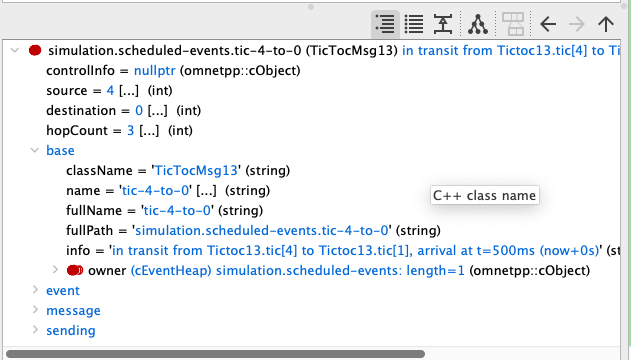 simulation.scheduled-events.tic-4-to-0 (TicTocMsg13) in transit from Tictoc13.tic[4] to Ti
controlInfo = nullptr (omnetpp::cObject)
source = 4 [...] (int)
destination = 0 [...] (int)
hopCount = 3 [...] (int)
base
className = 'TicTocMsg13' (string)
name = 'tic-4-to-0' [...] (string)
C++ class name
fullName = 'tic-4-to-0' (string)
fullPath = 'simulation.scheduled-events.tic-4-to-0' (string)
info = 'in transit from Tictoc13.tic[4] to Tictoc13.tic[1], arrival at t=500ms (now+0s)' (st
owner (cEventHeap) simulation.scheduled-events: length=1 (omnetpp::cObject)
event
message
sending